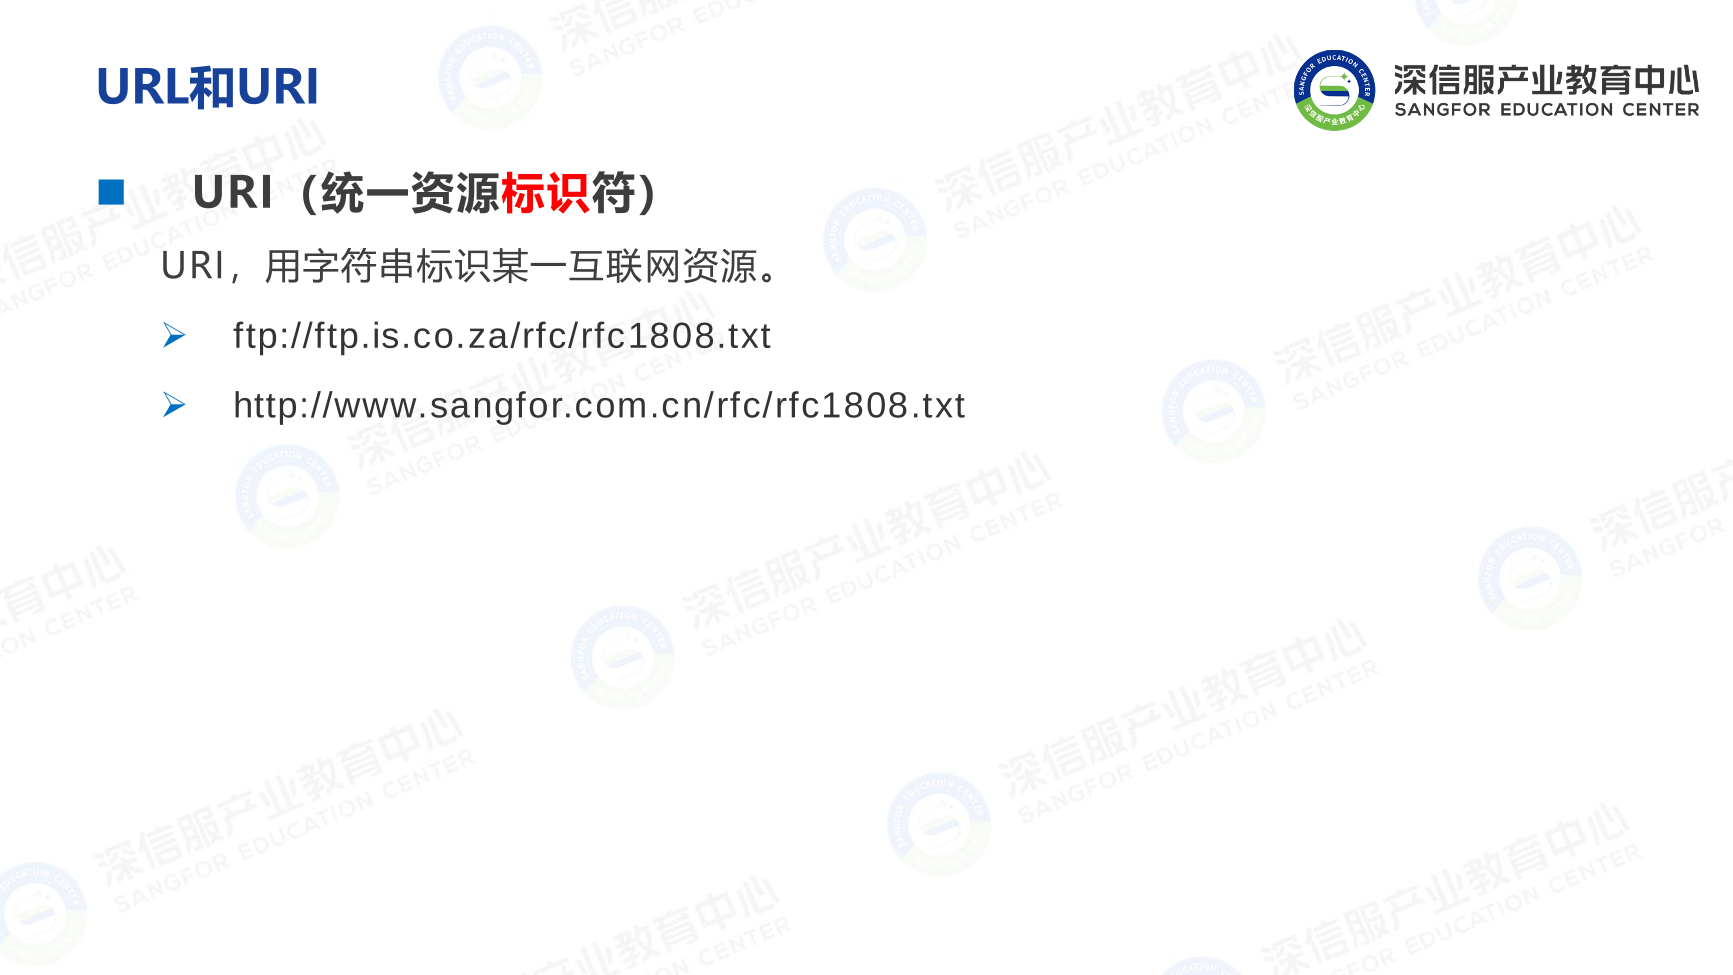 URL和URI
深信服产业教育中心
SANGFOR EDUCATION CENTER
URI（统一资源标识符）
URI，用字符串标识某一互联网资源。
ftp://ftp.is.co.za/rfc/rfc1808.txt
http://www.sangfor.com.cn/rfc/rfc1808.txt